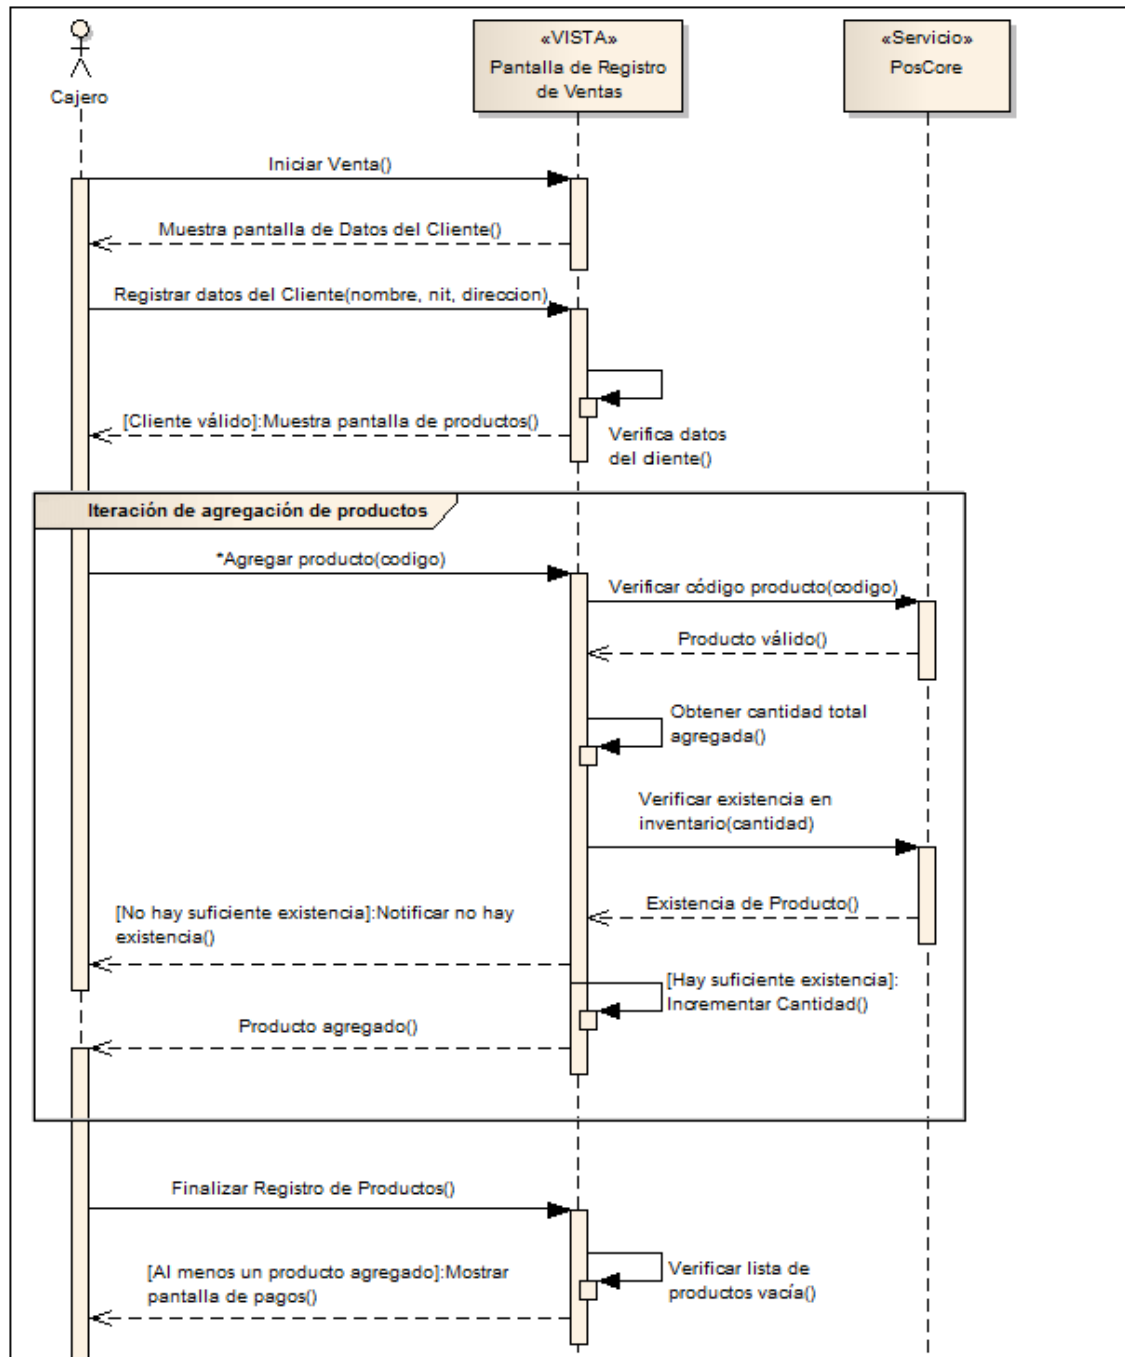 Cajero
«VISTA»
Pantalla de Registro
de Ventas
«Servicio»
PosCore
Iniciar Venta()
Muestra pantalla de Datos del Cliente()
Registrar datos del Cliente(nombre, nit, direccion)
[Cliente válido]:Muestra pantalla de productos()
Verifica datos
del cliente()
Iteración de agregación de productos
*Agregar producto(codigo)
Verificar código producto(codigo)
Producto válido()
Obtener cantidad total
agregada()
Verificar existencia en
inventario(cantidad)
Existencia de Producto()
[No hay suficiente existencia]:Notificar no hay
existencia()
[Hay suficiente existencia]:
Incrementar Cantidad()
Producto agregado()
Finalizar Registro de Productos()
Verificar lista de
productos vacía()
[Al menos un producto agregado]:Mostrar
pantalla de pagos()